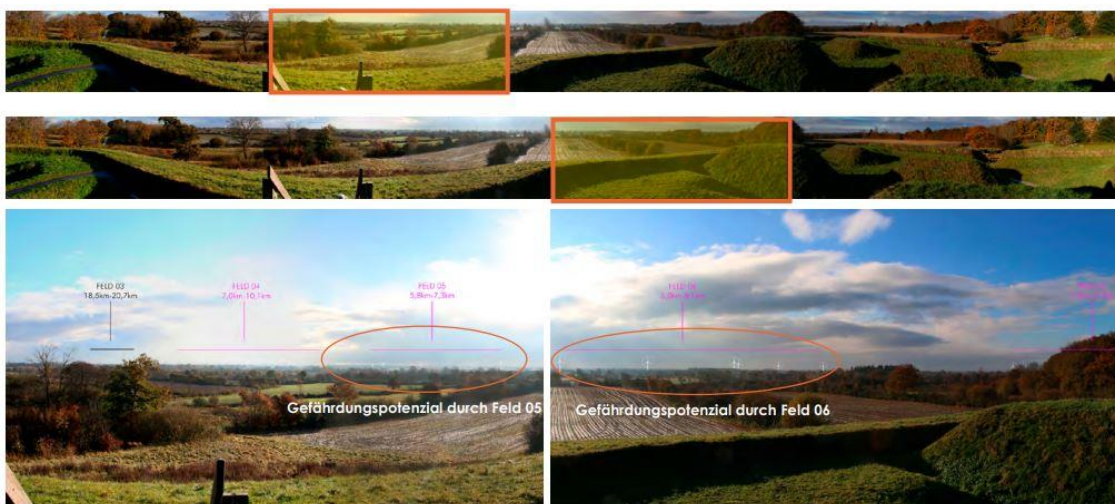 FELD 03
18,5km-20,7km
FELD 04
7,0km-10,1km
FELD 05
5,8km-7,3km
Gefährdungspotenzial durch Feld 05
Gefährdungspotenzial durch Feld 06